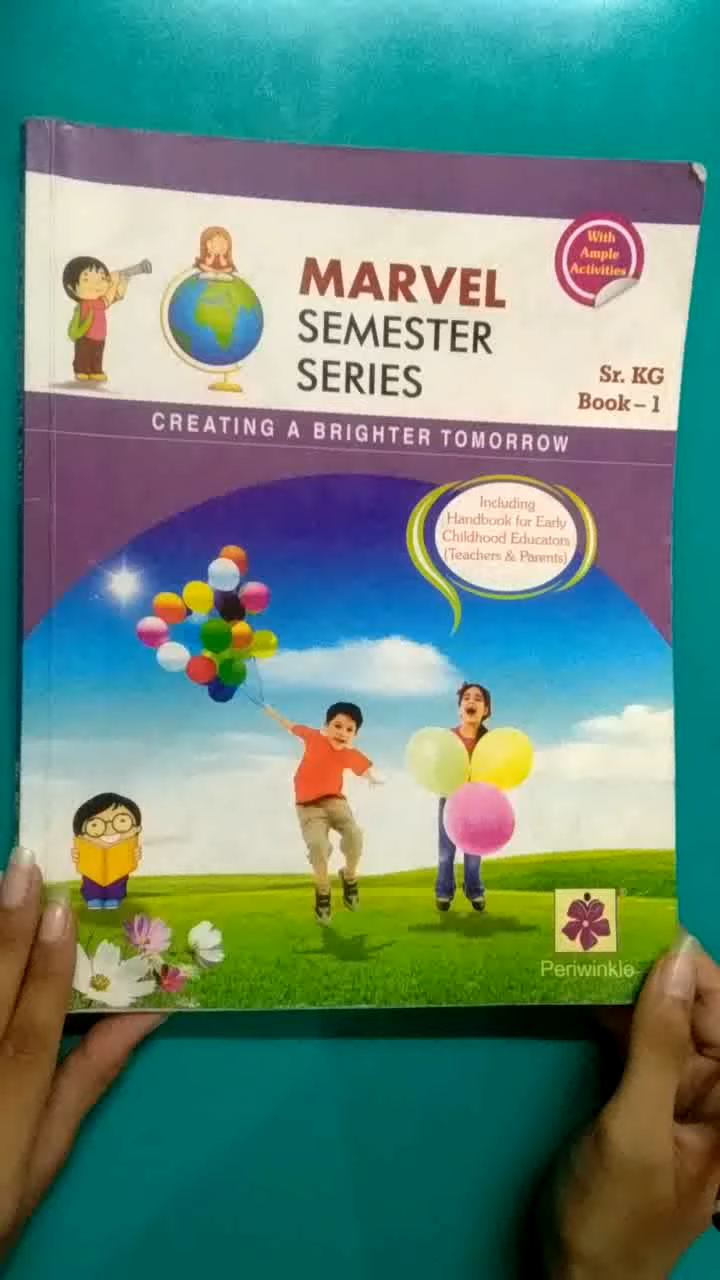 With
Ample
Activities
MARVEL
SEMESTER
SERIES
Sr. KG
Book – 1
CREATING A BRIGHTER TOMORROW
Including
Handbook for Early
Childhood Educators
(Teachers & Parents)
Periwinkle